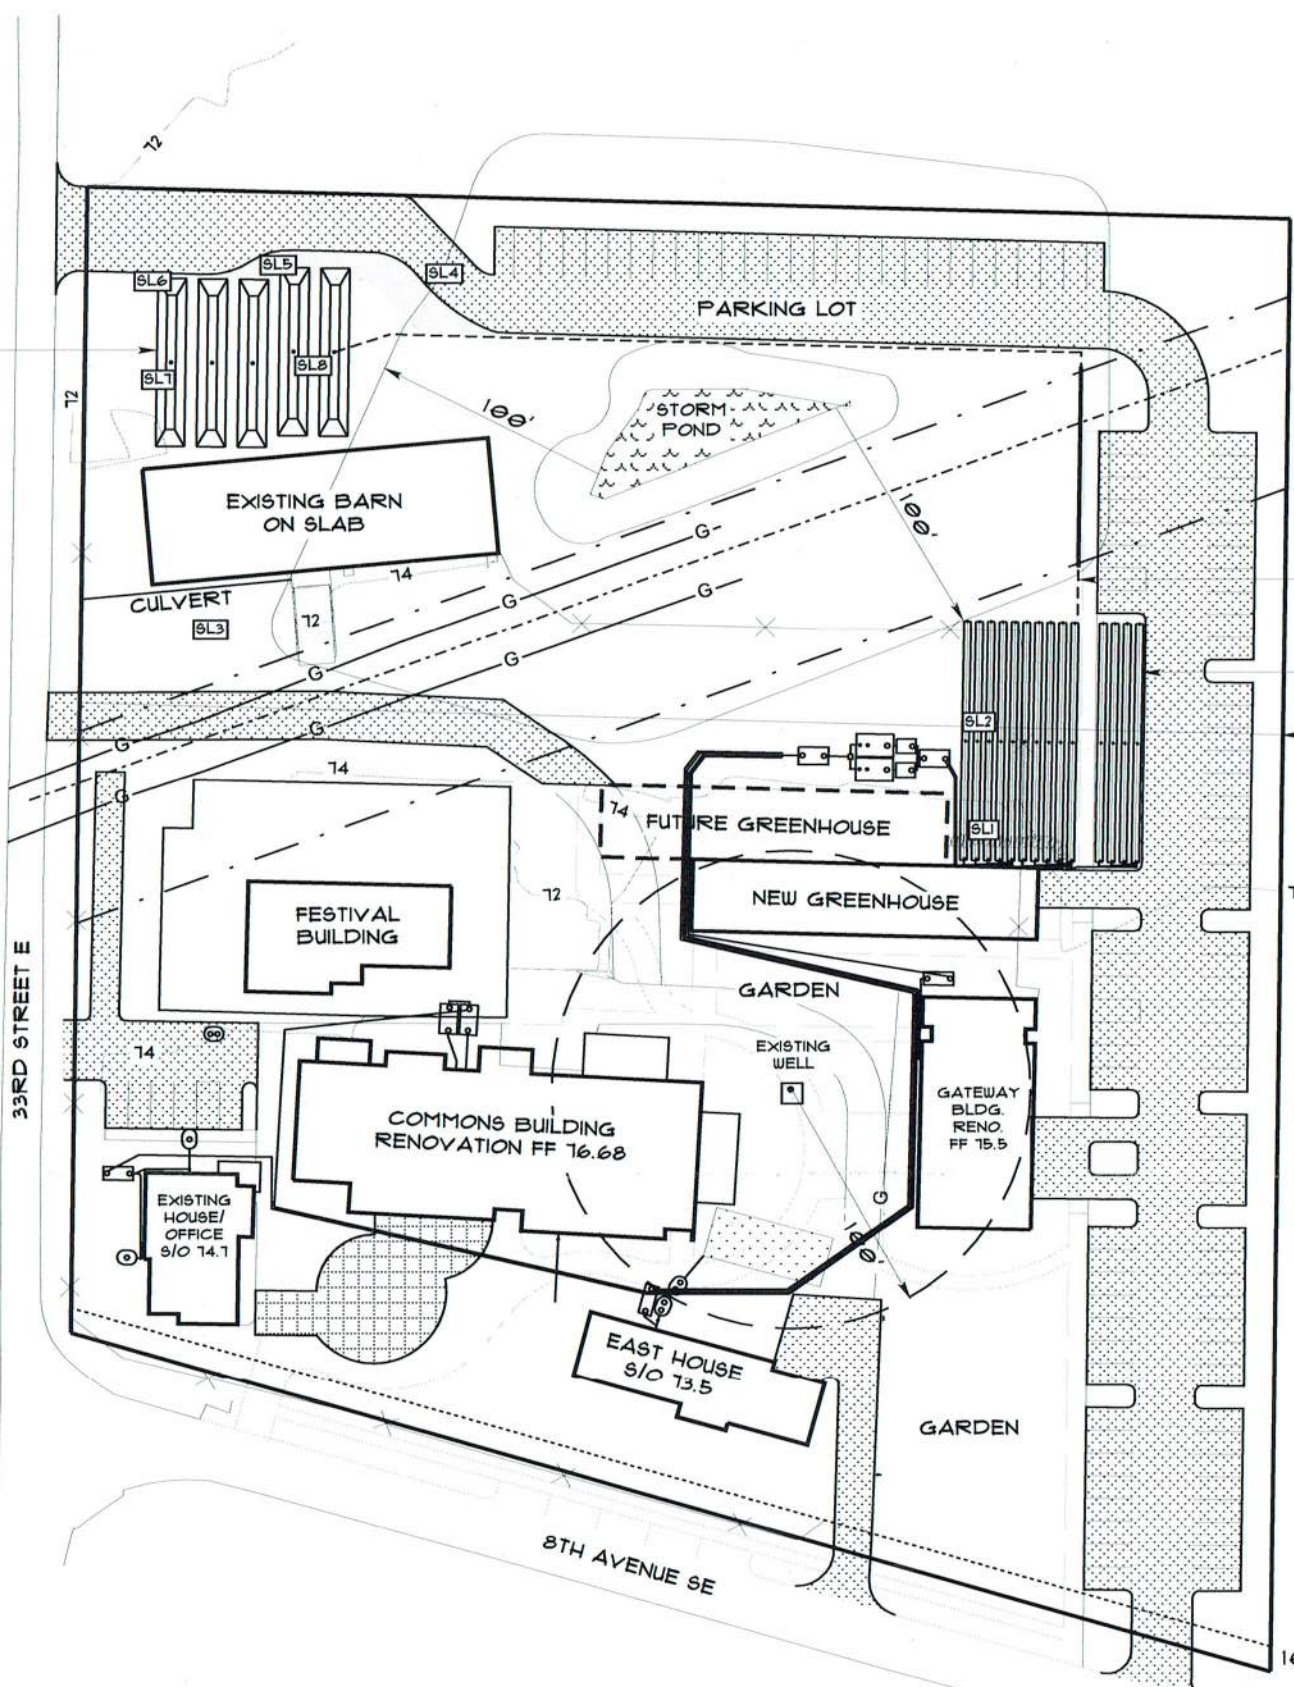 72
SL5
SL4
SL6
PARKING LOT
SL8
SL7
72
100'
STORM
POND
EXISTING BARN
ON SLAB
100'
G
74
G
G
CULVERT
72
G
SL3
G
SL2
G
G
74
G
74
FUTURE GREENHOUSE
SL1
72
NEW GREENHOUSE
FESTIVAL
BUILDING
33RD STREET E
GARDEN
74
EXISTING
WELL
COMMONS BUILDING
RENOVATION FF 76.68
GATEWAY
BLDG.
RENO.
FF 75.5
EXISTING
HOUSE/
OFFICE
S/O 74.7
G
100'
EAST HOUSE
S/O 73.5
GARDEN
8TH AVENUE SE